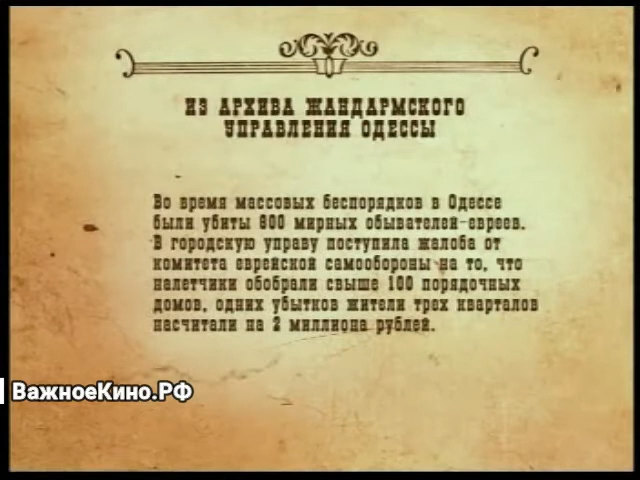 ИЗ АРХИВА ЖАНДАРМСКОГО
УПРАВЛЕНИЯ ОДЕССЫ
Во время массовых беспорядков в Одессе
были убиты 800 мирных обывателей-евреев.
В городскую управу поступила жалоба от
комитета еврейской самообороны на то, что
налетчики обобрали свыше 100 порядочных
домов, одних убытков жители трех кварталов
насчитали на 2 миллиона рублей.
ВажноеКино.РФ